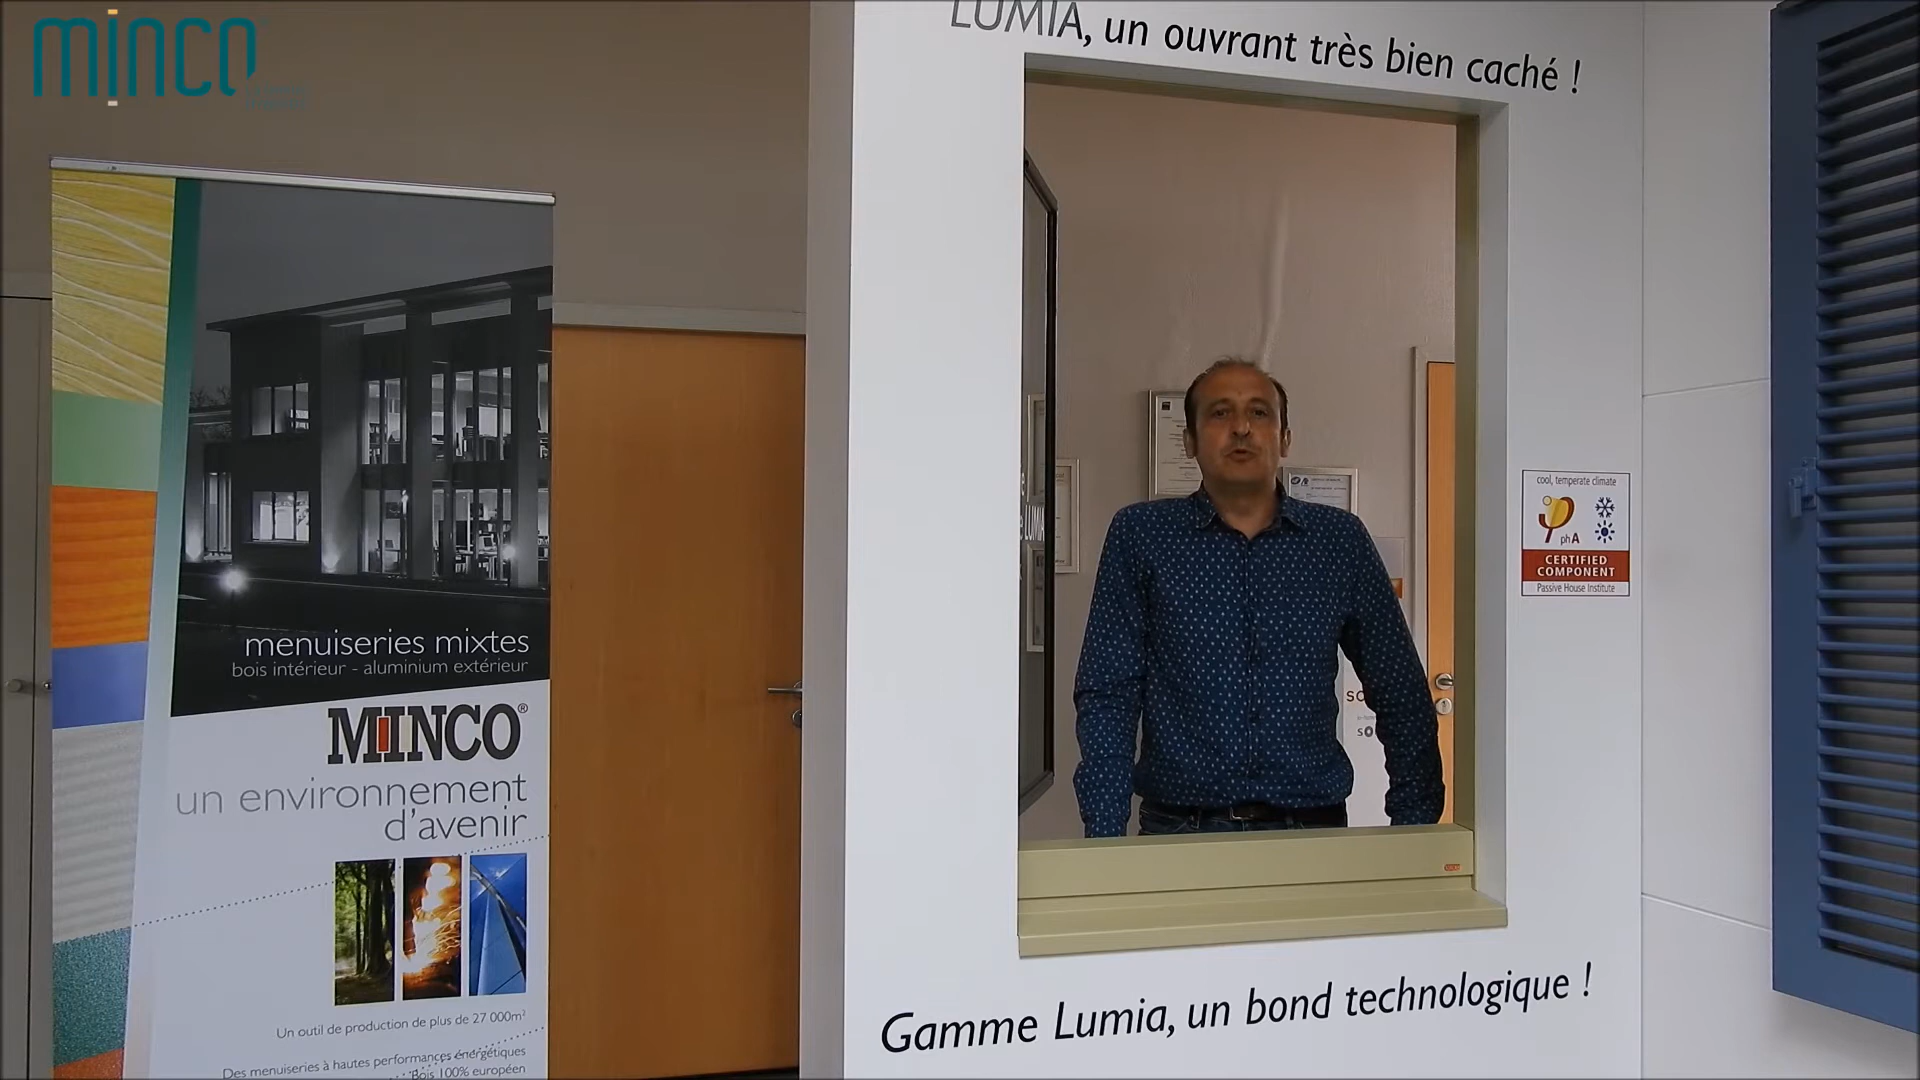 minco
LUMIA, un ouvrant très bien caché !
menuiseries mixtes
bois intérieur - aluminium extérieur
MINCO®
un environnement
d'avenir
Un outil de production de plus de 27 000m²
Des menuiseries à hautes performances énergétiques
Bois 100% européen
LUMIA
cool, temperate climate
phA
CERTIFIED
COMPONENT
Passive House Institute
Gamme Lumia, un bond technologique !